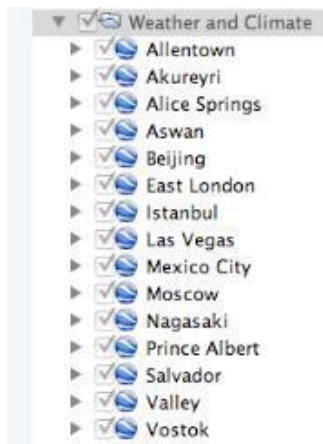 Weather and Climate
Allentown
Akureyri
Alice Springs
Aswan
Beijing
East London
Istanbul
Las Vegas
Mexico City
Moscow
Nagasaki
Prince Albert
Salvador
Valley
Vostok